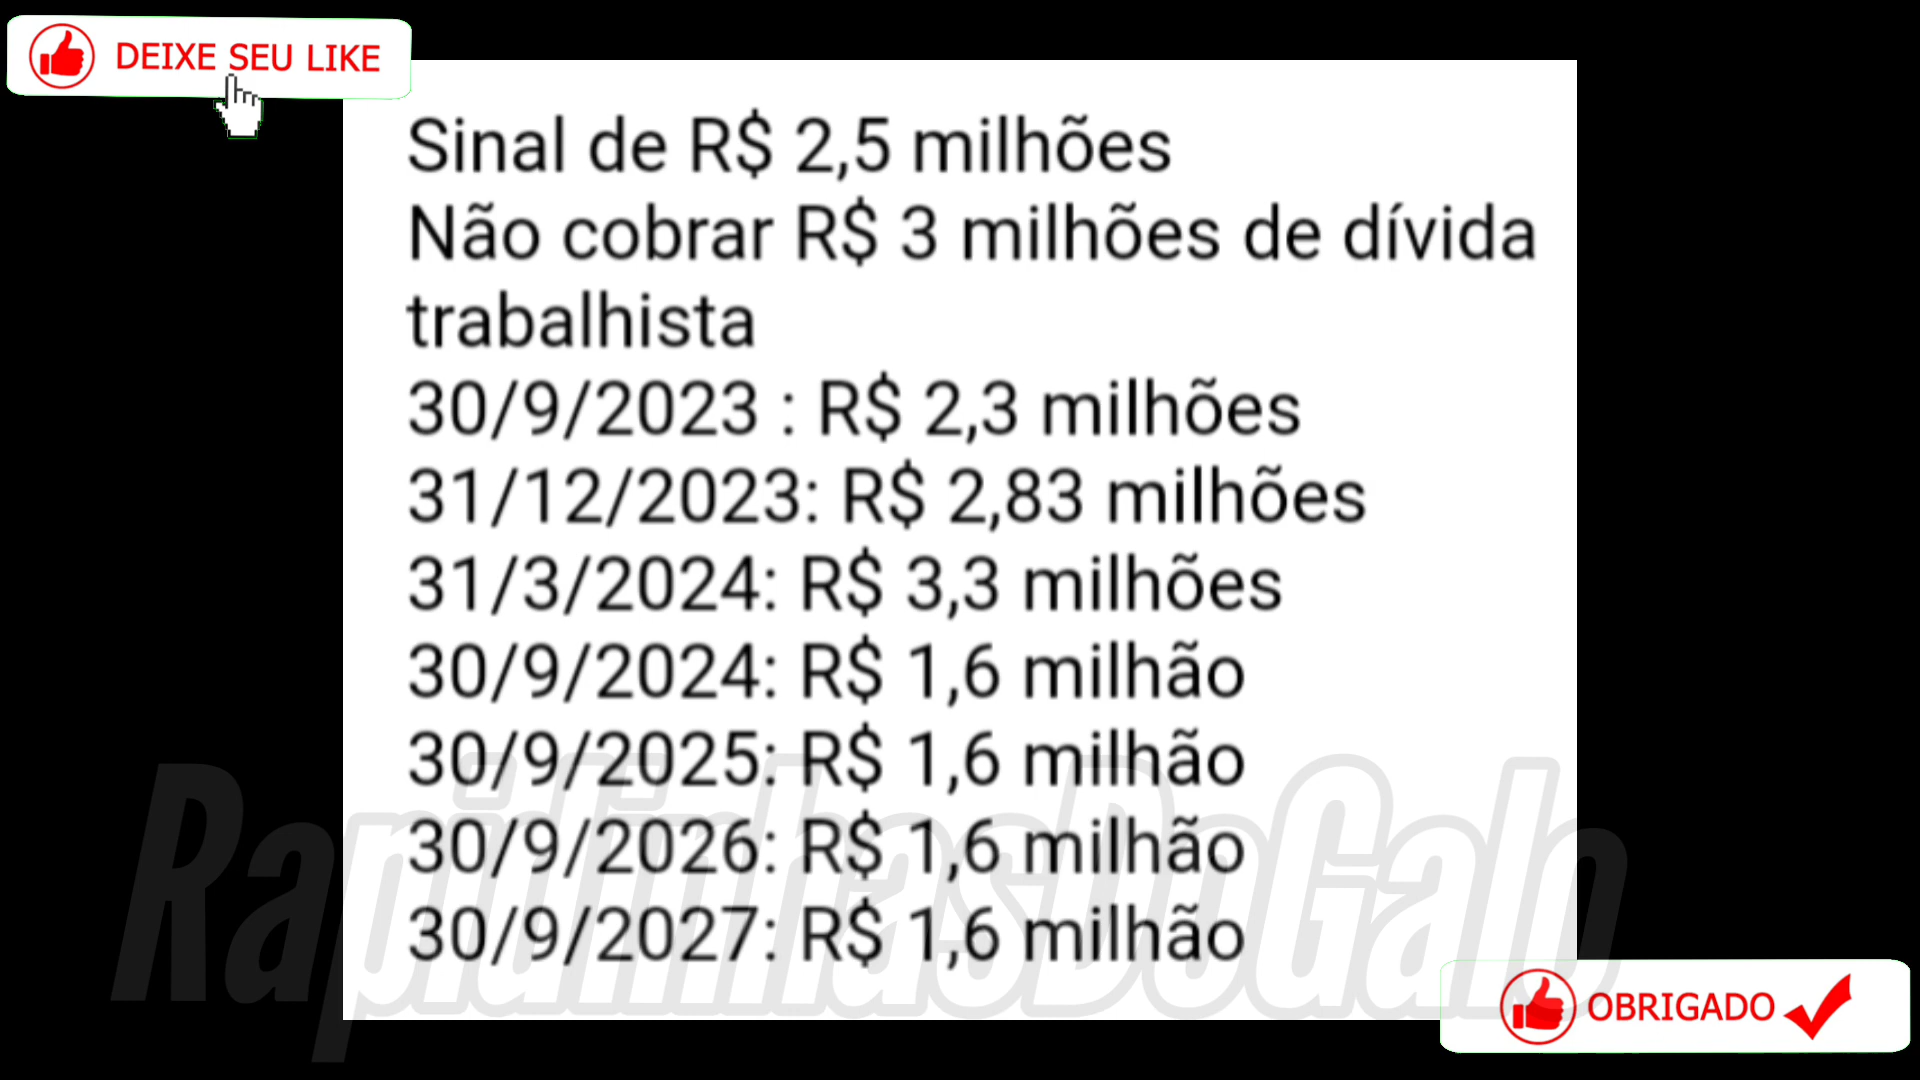 DEIXE SEU LIKE
Sinal de R$ 2,5 milhões
Não cobrar R$ 3 milhões de dívida
trabalhista
30/9/2023 : R$ 2,3 milhões
31/12/2023: R$ 2,83 milhões
31/3/2024: R$ 3,3 milhões
30/9/2024: R$ 1,6 milhão
30/9/2025: R$ 1,6 milhão
30/9/2026: R$ 1,6 milhão
30/9/2027: R$ 1,6 milhão
RapidinhasDoGalo
OBRIGADO